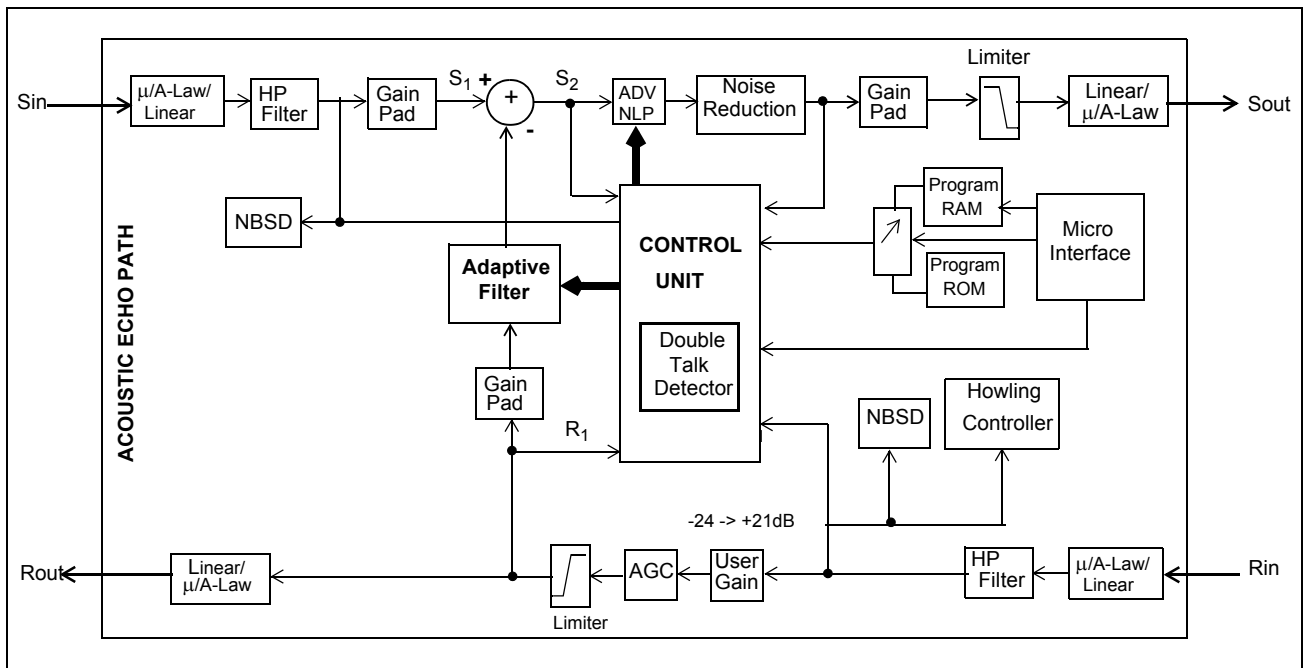 Limiter
S1 +
S2
Sin
μ/A-Law/
Linear
HP
Filter
Gain
Pad
+
-
ADV
NLP
Noise
Reduction
Gain
Pad
Linear/
μ/A-Law
Sout
ACOUSTIC ECHO PATH
NBSD
Adaptive
Filter
CONTROL
UNIT
Double
Talk
Detector
Program
RAM
Program
ROM
Micro
Interface
Gain
Pad
R1
NBSD
Howling
Controller
-24 -> +21dB
Rout
Linear/
μ/A-Law
Limiter
AGC
User
Gain
HP
Filter
μ/A-Law/
Linear
Rin